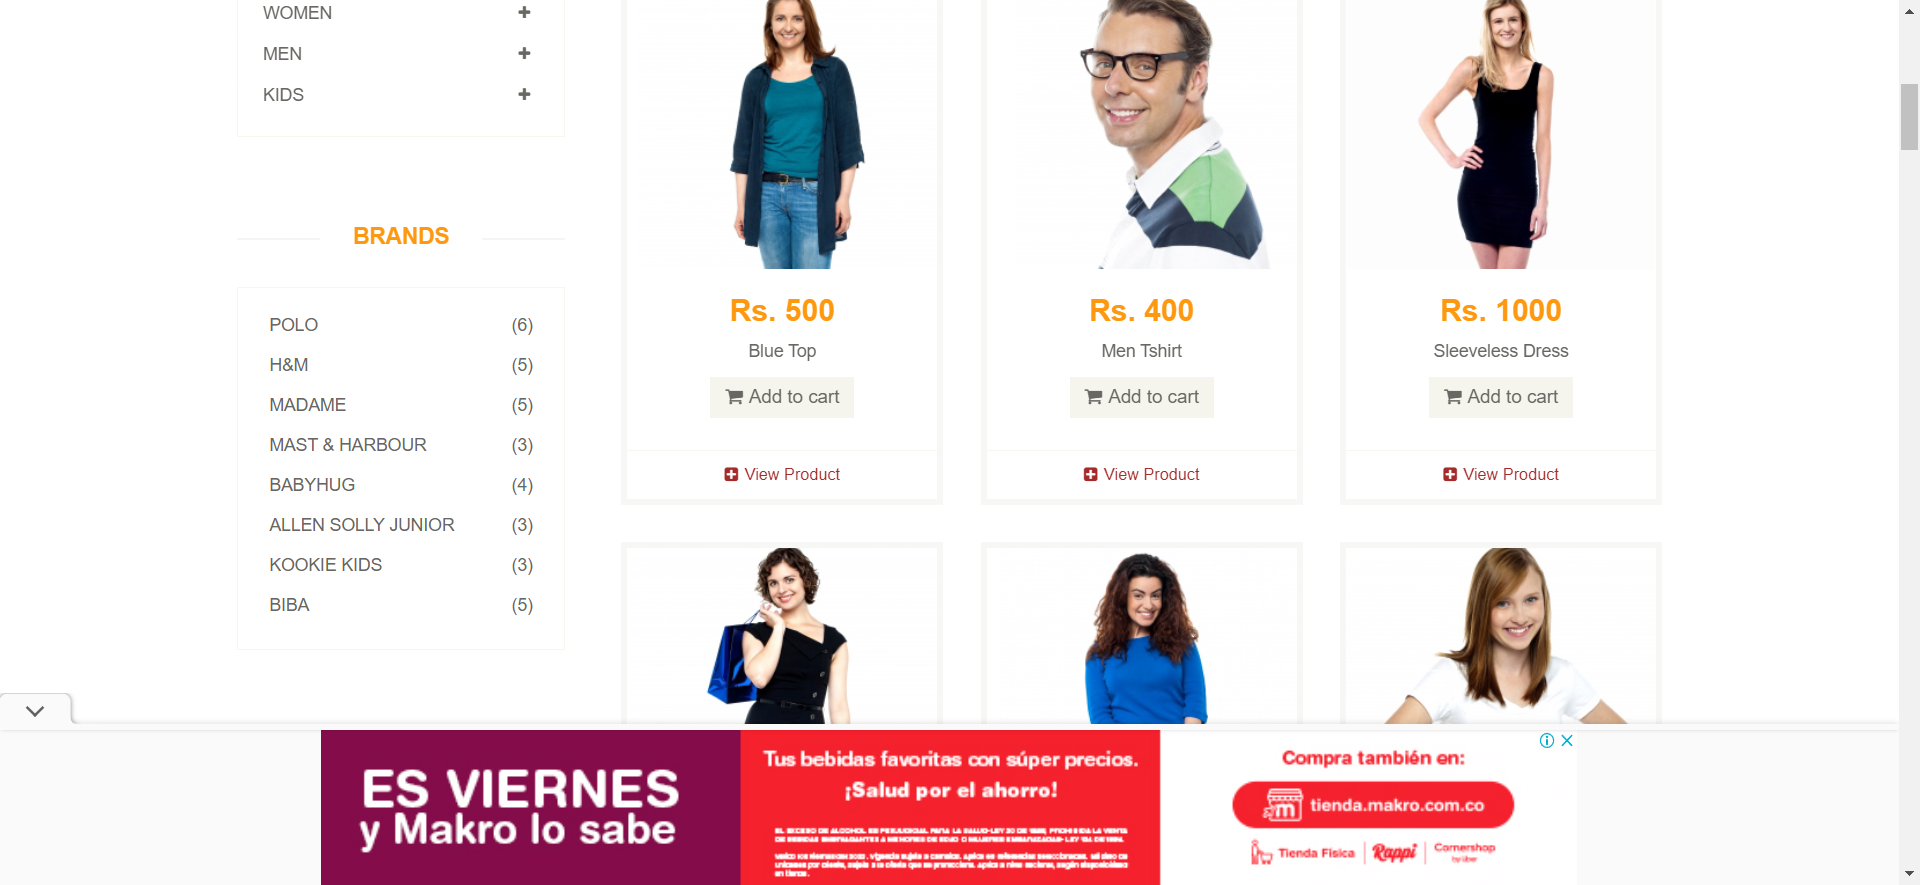 WOMEN
MEN
KIDS
BRANDS
POLO (6)
H&M (5)
MADAME (5)
MAST & HARBOUR (3)
BABYHUG (4)
ALLEN SOLLY JUNIOR (3)
KOOKIE KIDS (3)
BIBA (5)
Rs. 500
Blue Top
Add to cart
View Product
Rs. 400
Men Tshirt
Add to cart
View Product
Rs. 1000
Sleeveless Dress
Add to cart
View Product
ES VIERNES
y Makro lo sabe
Tus bebidas favoritas con súper precios.
¡Salud por el ahorro!
Compra también en:
tienda.makro.com.co
Tienda Física
Rappi
Cornershop
by Uber